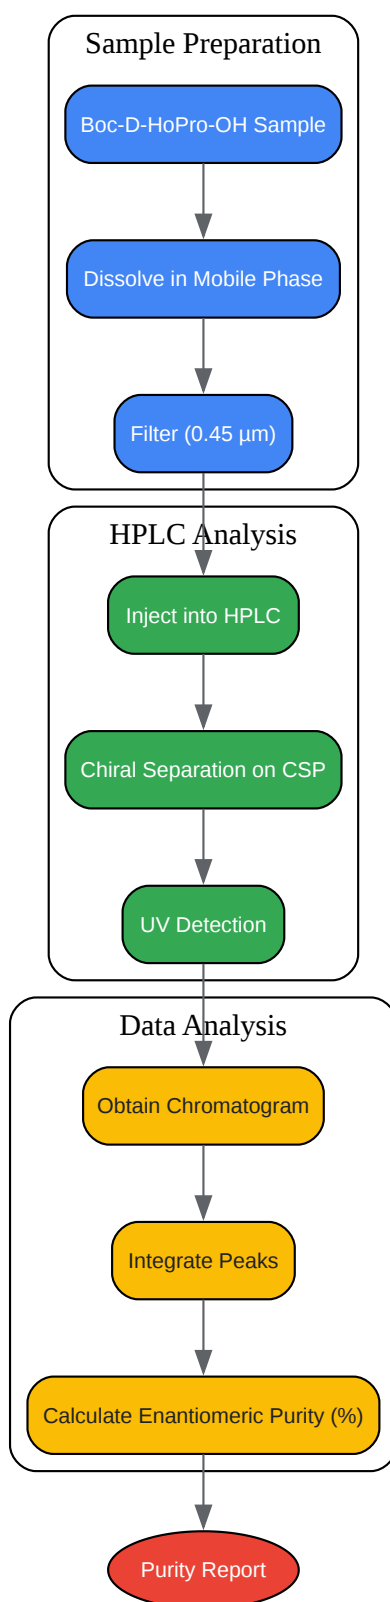 Sample Preparation
Boc-D-HoPro-OH Sample
Dissolve in Mobile Phase
Filter (0.45 µm)
HPLC Analysis
Inject into HPLC
Chiral Separation on CSP
UV Detection
Data Analysis
Obtain Chromatogram
Integrate Peaks
Calculate Enantiomeric Purity (%)
Purity Report